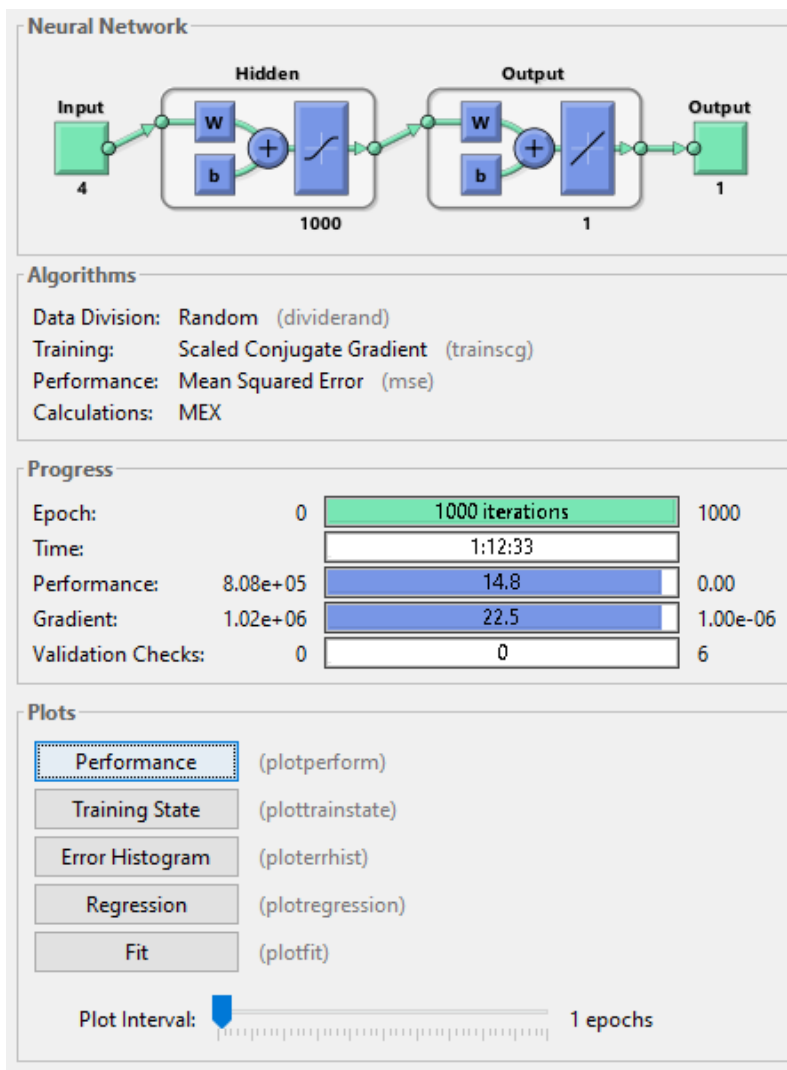 Neural Network
Hidden
Output
Input
Output
W
W
+
+
b
b
4
1
1000
1
Algorithms
Data Division: Random (dividerand)
Training: Scaled Conjugate Gradient (trainscg)
Performance: Mean Squared Error (mse)
Calculations: MEX
Progress
Epoch: 0 1000 iterations 1000
Time: 1:12:33
Performance: 8.08e+05 14.8 0.00
Gradient: 1.02e+06 22.5 1.00e-06
Validation Checks: 0 0 6
Plots
Performance (plotperform)
Training State (plottrainstate)
Error Histogram (ploterrhist)
Regression (plotregression)
Fit (plotfit)
Plot Interval: 1 epochs